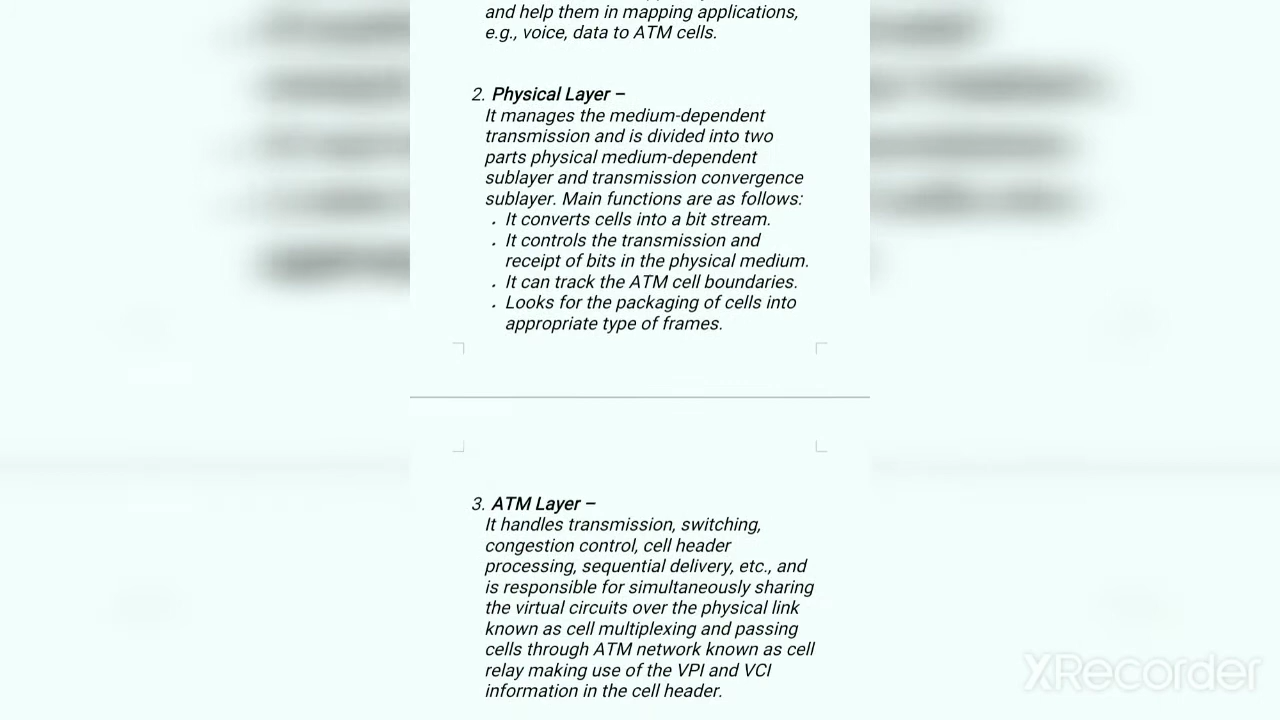 and help them in mapping applications,
e.g., voice, data to ATM cells.
2. Physical Layer –
It manages the medium-dependent
transmission and is divided into two
parts physical medium-dependent
sublayer and transmission convergence
sublayer. Main functions are as follows:
. It converts cells into a bit stream.
. It controls the transmission and
receipt of bits in the physical medium.
. It can track the ATM cell boundaries.
. Looks for the packaging of cells into
appropriate type of frames.
3. ATM Layer –
It handles transmission, switching,
congestion control, cell header
processing, sequential delivery, etc., and
is responsible for simultaneously sharing
the virtual circuits over the physical link
known as cell multiplexing and passing
cells through ATM network known as cell
relay making use of the VPI and VCI
information in the cell header.
XRecorder